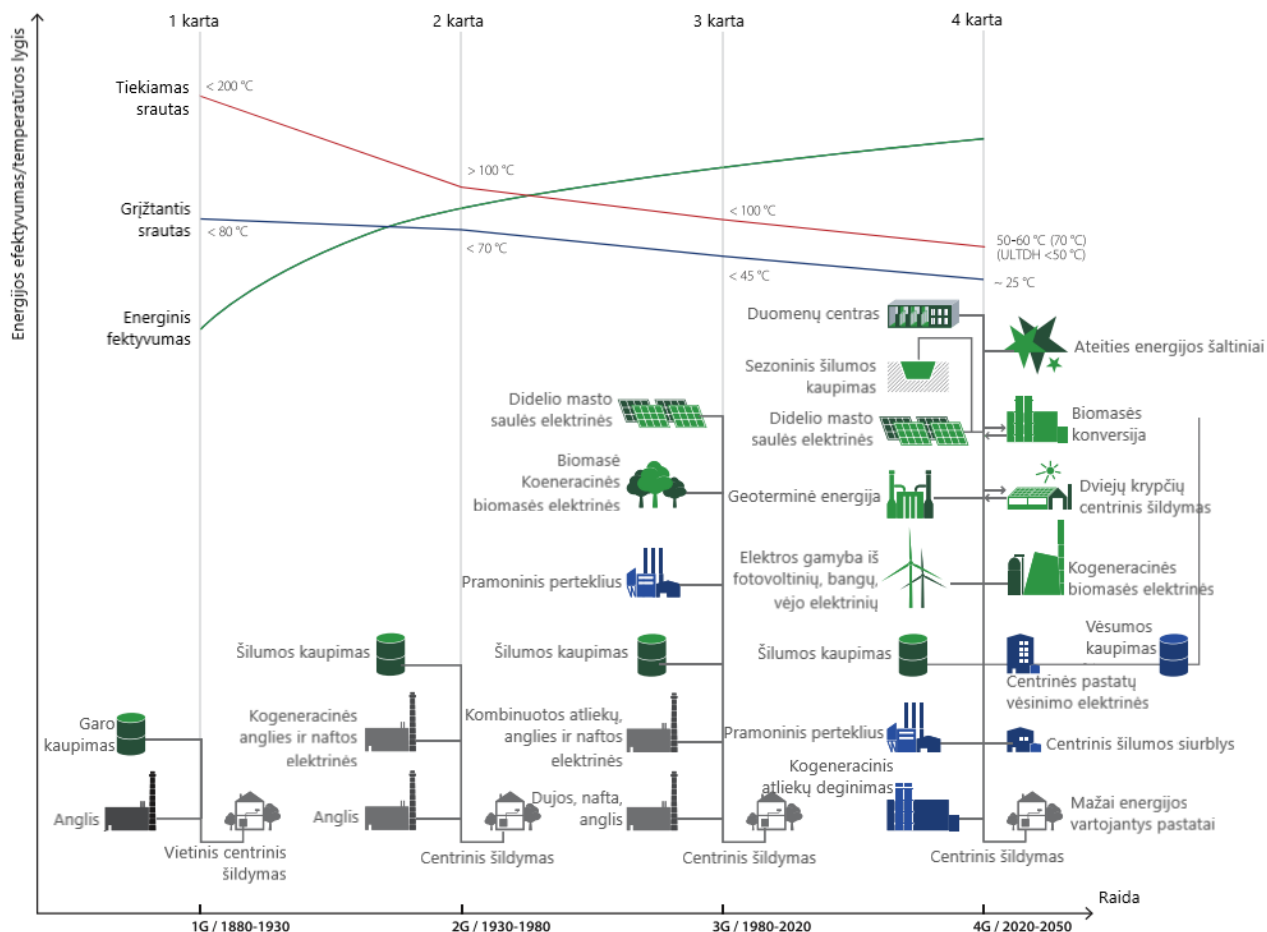 1 karta
2 karta
3 karta
4 karta
Energijos efektyvumas/temperatūros lygis
Tiekiamas
srautas
< 200 °C
> 100 °C
< 100 °C
50-60 °C (70 °C)
(ULTDH <50 °C)
Grįžtantis
srautas
< 80 °C
< 70 °C
< 45 °C
~ 25 °C
Energinis
fektyvumas
Duomenų centras
Ateities energijos šaltiniai
Sezoninis šilumos
kaupimas
Didelio masto
saulės elektrinės
Didelio masto
saulės elektrinės
Biomasės
konversija
Biomasė
Koeneracinės
biomasės elektrinės
Geoterminė energija
Dviejų krypčių
centrinis šildymas
Pramoninis perteklius
Elektros gamyba iš
fotovoltinių, bangų,
vėjo elektrinių
Kogeneracinės
biomasės elektrinės
Šilumos kaupimas
Šilumos kaupimas
Šilumos kaupimas
Vėsumos
kaupimas
Centrinės pastatų
vėsinimo elektrinės
Garo
kaupimas
Kogeneracinės
anglies ir naftos
elektrinės
Kombinuotos atliekų,
anglies ir naftos
elektrinės
Pramoninis perteklius
Centrinis šilumos siurblys
Anglis
Anglis
Dujos, nafta,
anglis
Kogeneracinis
atliekų deginimas
Mažai energijos
vartojantys pastatai
Vietinis centrinis
šildymas
Centrinis šildymas
Centrinis šildymas
Centrinis šildymas
Raida
1G / 1880-1930
2G / 1930-1980
3G / 1980-2020
4G / 2020-2050